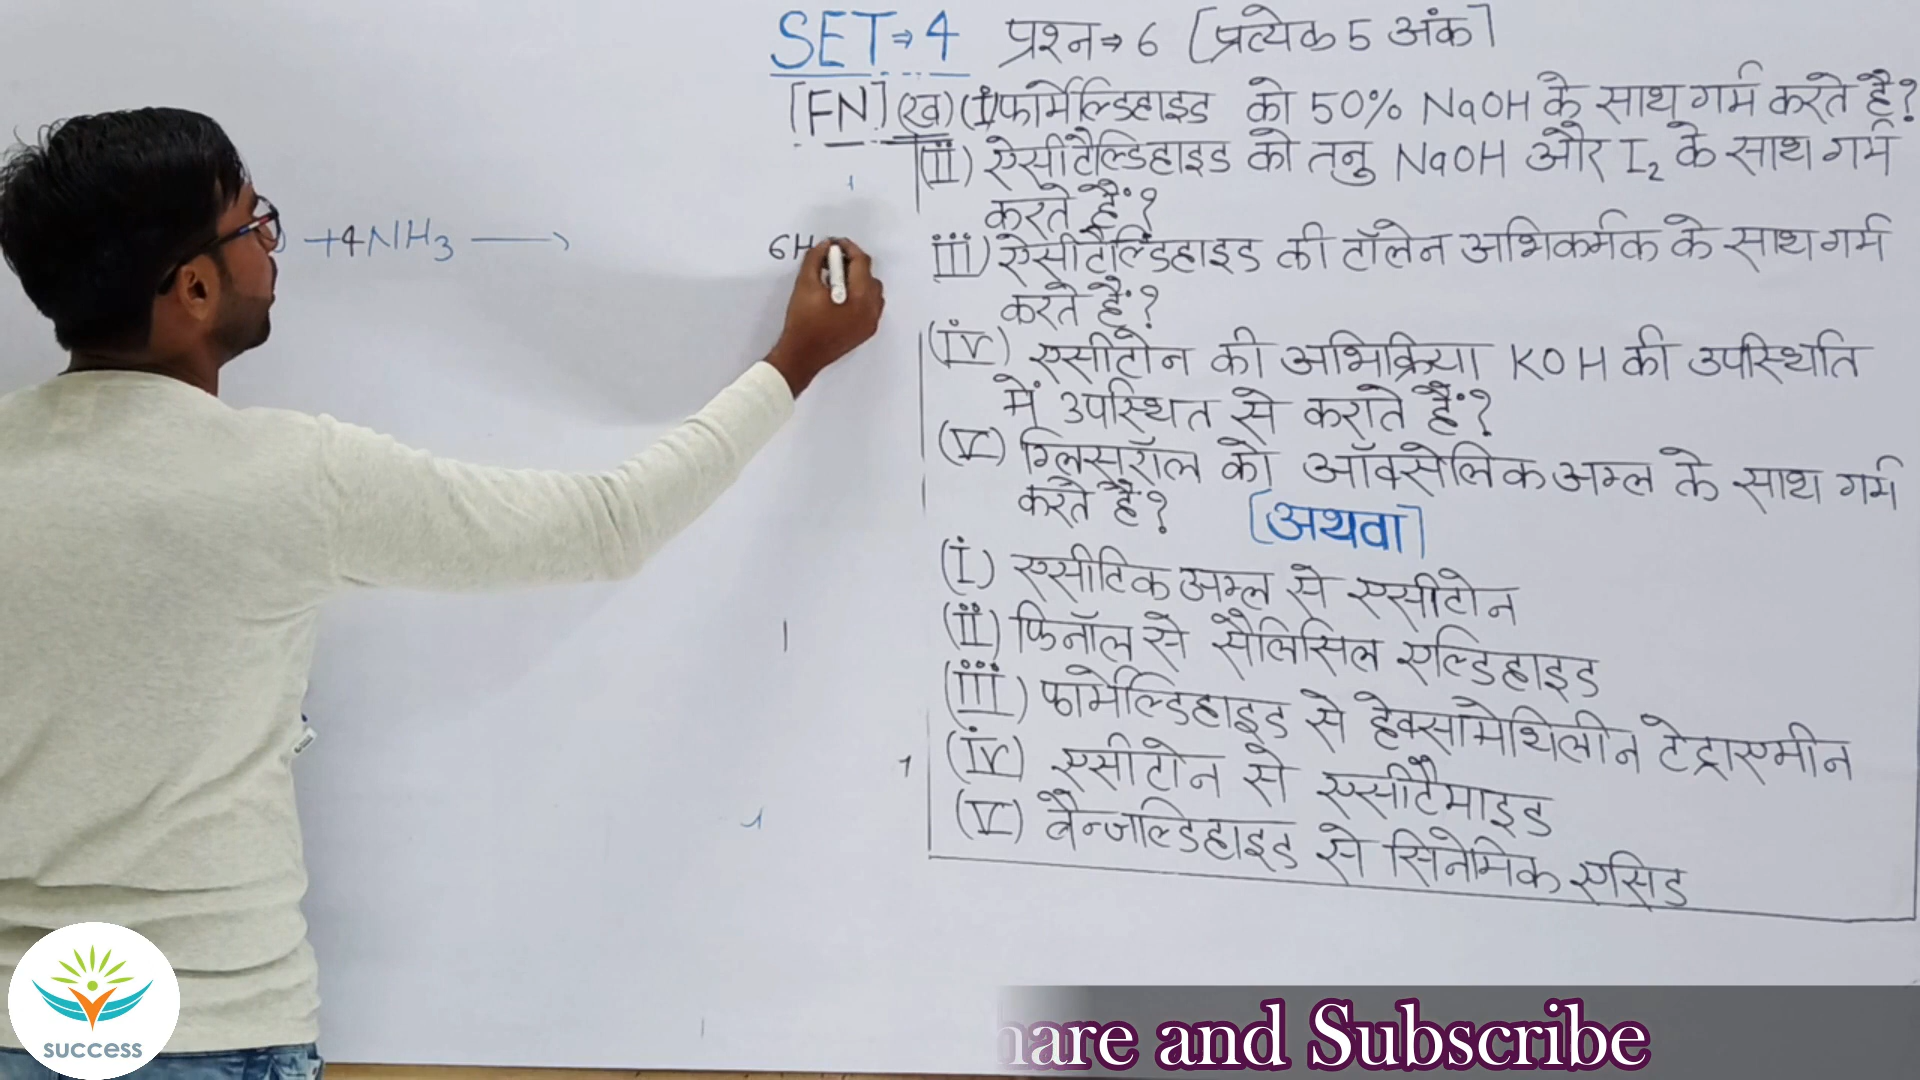 SET⇒4 प्रश्न⇒6 [प्रत्येक 5 अंक]
[FN] (ख) (i) फार्मेल्डिहाइड को 50% NaOH के साथ गर्म करते है?
(ii) ऐसीटैल्डिहाइड को तनु NaOH और I₂ के साथ गर्म
करते हैं?
iii) ऐसीटैल्डिहाइड की टॉलेन अभिकर्मक के साथ गर्म
करते हैं?
(iv) एसीटोन की अभिक्रिया KOH की उपस्थिति
में उपस्थित से कराते हैं?
(v) ग्लिसरॉल को ऑक्सेलिक अम्ल के साथ गर्म
करते है?
[अथवा]
(i) एसीटिक अम्ल से एसीटोन
(ii) फिनॉल से सैलिसिल एल्डिहाइड
(iii) फार्मेल्डिहाइड से हेक्सामेथिलीन टेट्राएमीन
(iv) एसीटोन से एसीटैमाइड
(v) बैन्जल्डिहाइड से सिनेमिक एसिड
+4NH₃ ⟶
6H
success
hare and Subscribe